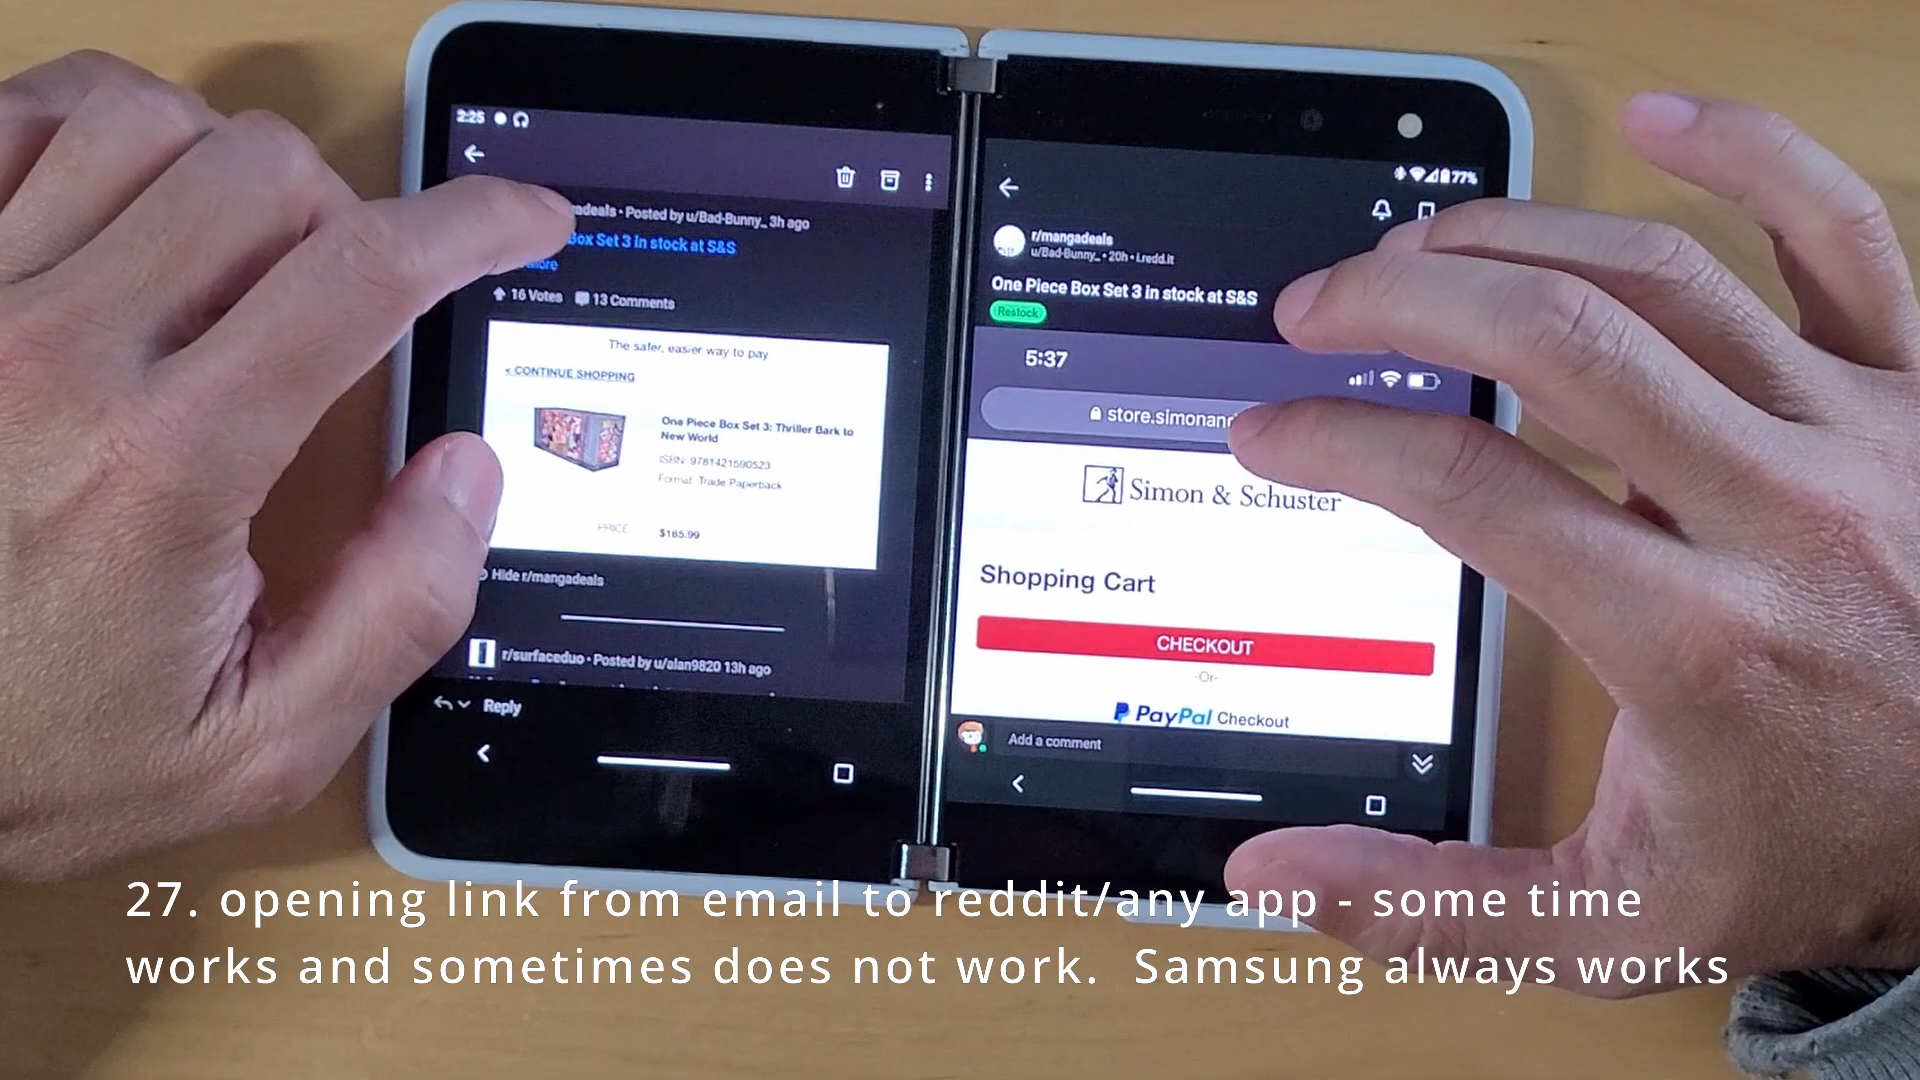 2:25
adeals • Posted by u/Bad-Bunny_ 3h ago
Box Set 3 in stock at S&S
More
16 Votes 13 Comments
The safer, easier way to pay
< CONTINUE SHOPPING
One Piece Box Set 3: Thriller Bark to
New World
ISBN: 9781421590523
Format: Trade Paperback
PRICE $185.99
Hide r/mangadeals
r/surfaceduo • Posted by u/alan9820 13h ago
Reply
77%
r/mangadeals
u/Bad-Bunny_ • 20h • i.redd.it
One Piece Box Set 3 in stock at S&S
Restock
5:37
store.simonan
Simon & Schuster
Shopping Cart
CHECKOUT
-Or-
PayPal Checkout
Add a comment
27. opening link from email to reddit/any app - some time
works and sometimes does not work. Samsung always works